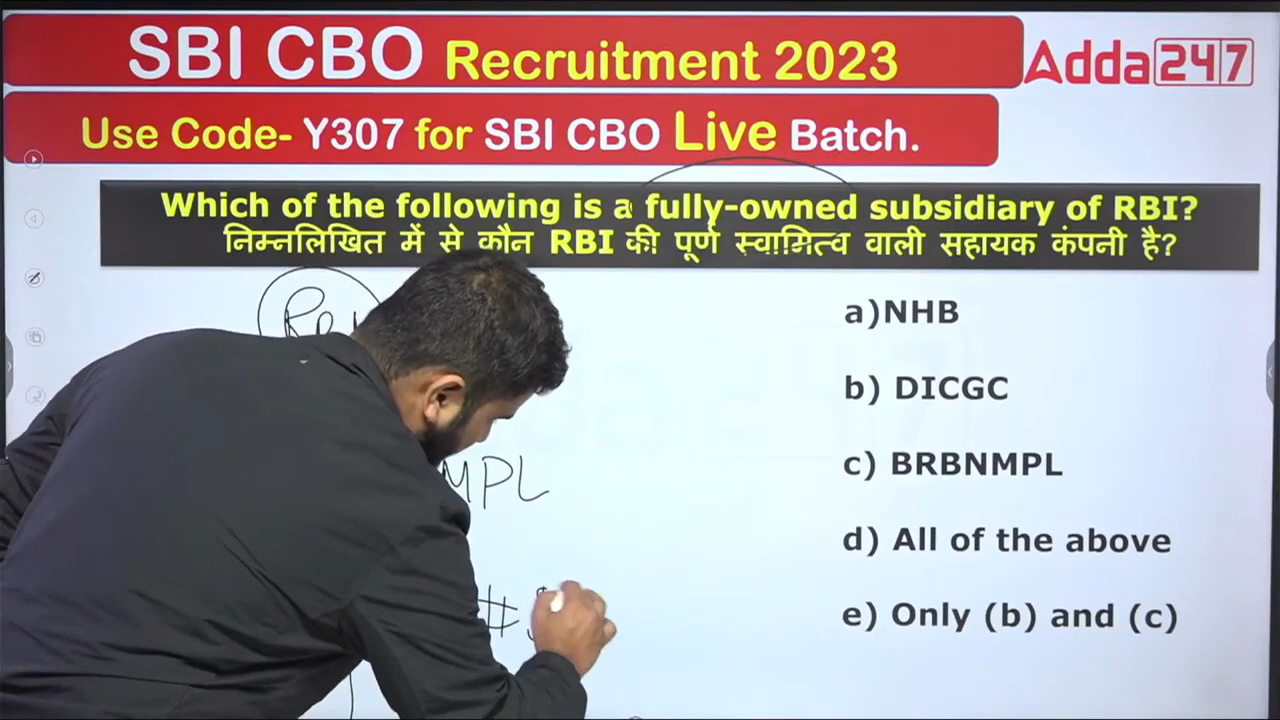 SBI CBO Recruitment 2023
Adda247
Use Code- Y307 for SBI CBO Live Batch.
Which of the following is a fully-owned subsidiary of RBI?
निम्नलिखित में से कौन RBI की पूर्ण स्वामित्व वाली सहायक कंपनी है?
a)NHB
b) DICGC
MPL
c) BRBNMPL
d) All of the above
#
e) Only (b) and (c)